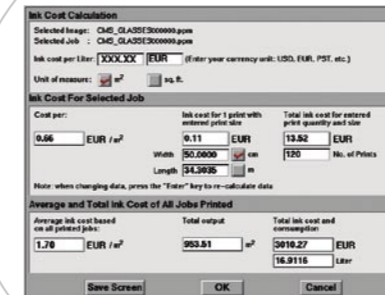 Ink Cost Calculation
Selected Image: CMS_GLASSES000000.ppm
Selected Job : CMS_GLASSES000000.ppm
Ink cost per Liter: XXX.XX EUR (Enter your currency unit: USD, EUR, PST, etc.)
Unit of measure: m² sq. ft.
Ink Cost For Selected Job
Cost per: Ink cost for 1 print with entered print size Total ink cost for entered print quantity and size
0.66 EUR /m² 0.11 EUR 13.52 EUR
Width 50.0000 cm 120 No. of Prints
Length 34.3035 m
Note: when changing data, press the "Enter" key to re-calculate data
Average and Total Ink Cost of All Jobs Printed
Average ink cost based on all printed jobs: Total output Total ink cost and consumption
1.70 EUR /m² 953.51 m² 3010.27 EUR
16.9116 Liter
Save Screen OK Cancel